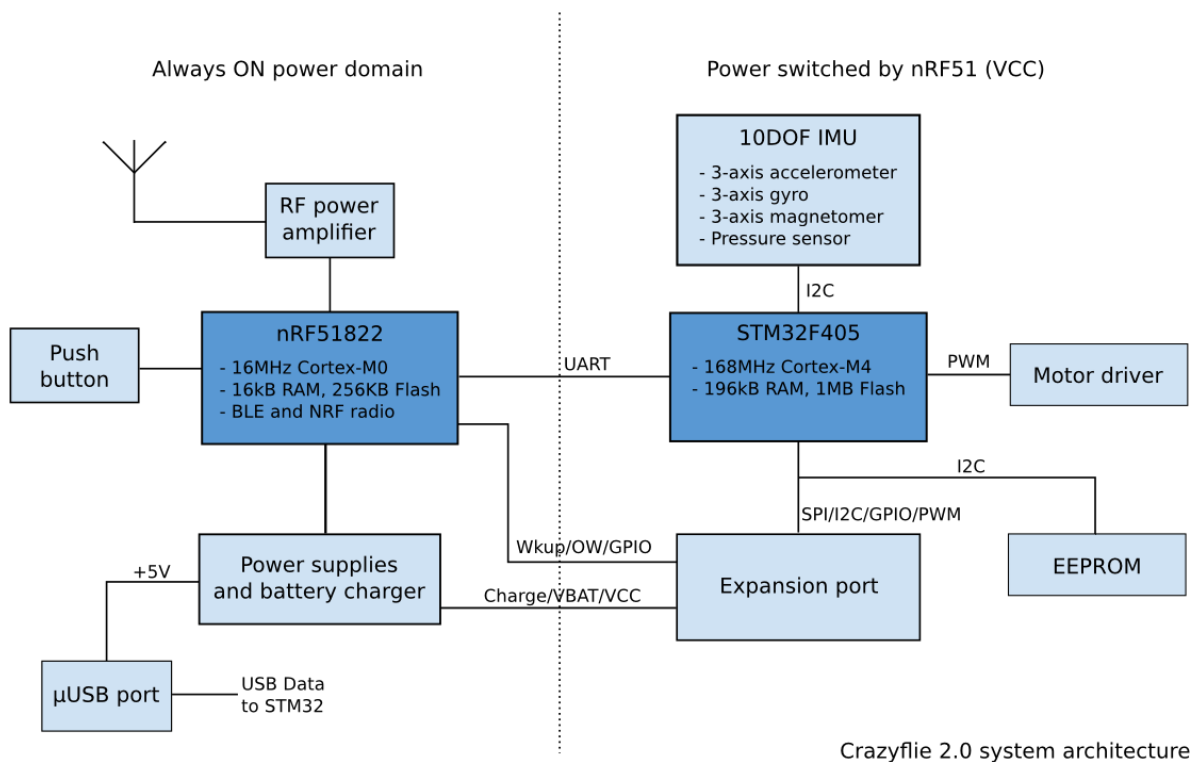 Always ON power domain
Power switched by nRF51 (VCC)
10DOF IMU
- 3-axis accelerometer
- 3-axis gyro
- 3-axis magnetomer
- Pressure sensor
RF power
amplifier
I2C
nRF51822
- 16MHz Cortex-M0
- 16kB RAM, 256KB Flash
- BLE and NRF radio
Push
button
UART
STM32F405
- 168MHz Cortex-M4
- 196kB RAM, 1MB Flash
PWM
Motor driver
I2C
SPI/I2C/GPIO/PWM
Wkup/OW/GPIO
Power supplies
and battery charger
+5V
Charge/VBAT/VCC
Expansion port
EEPROM
µUSB port
USB Data
to STM32
Crazyflie 2.0 system architecture